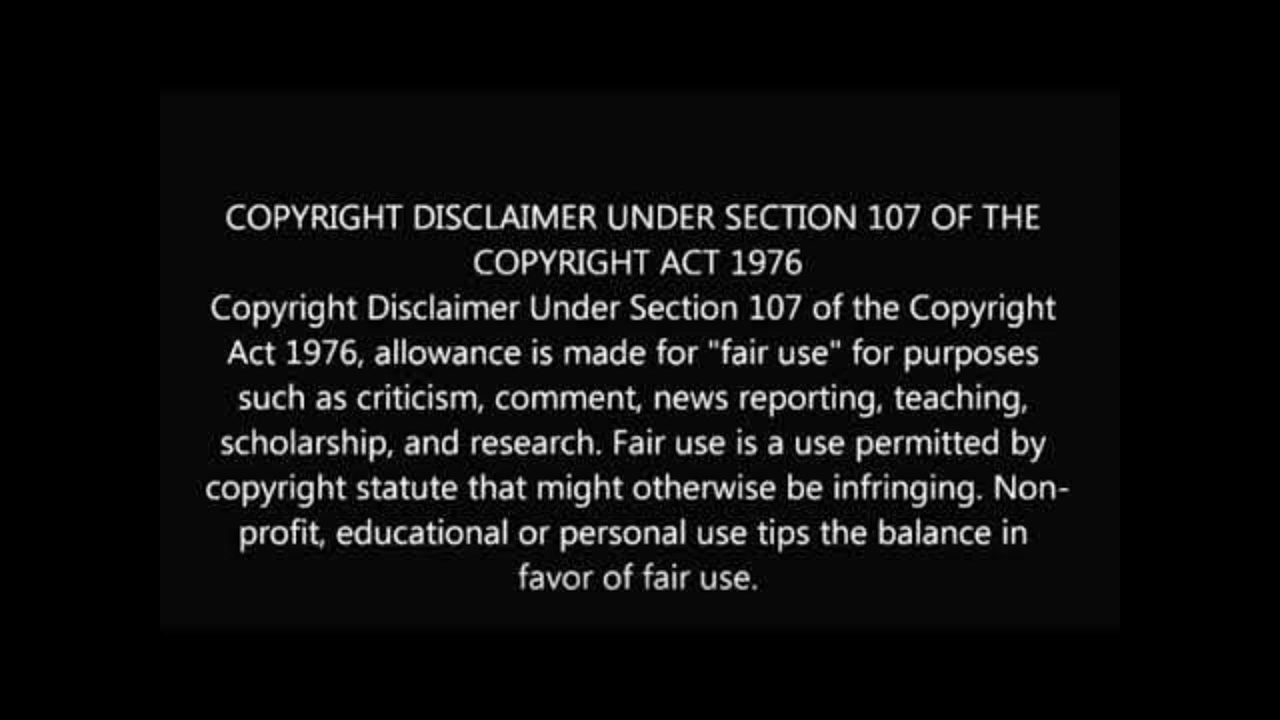 COPYRIGHT DISCLAIMER UNDER SECTION 107 OF THE
COPYRIGHT ACT 1976
Copyright Disclaimer Under Section 107 of the Copyright
Act 1976, allowance is made for "fair use" for purposes
such as criticism, comment, news reporting, teaching,
scholarship, and research. Fair use is a use permitted by
copyright statute that might otherwise be infringing. Non-
profit, educational or personal use tips the balance in
favor of fair use.